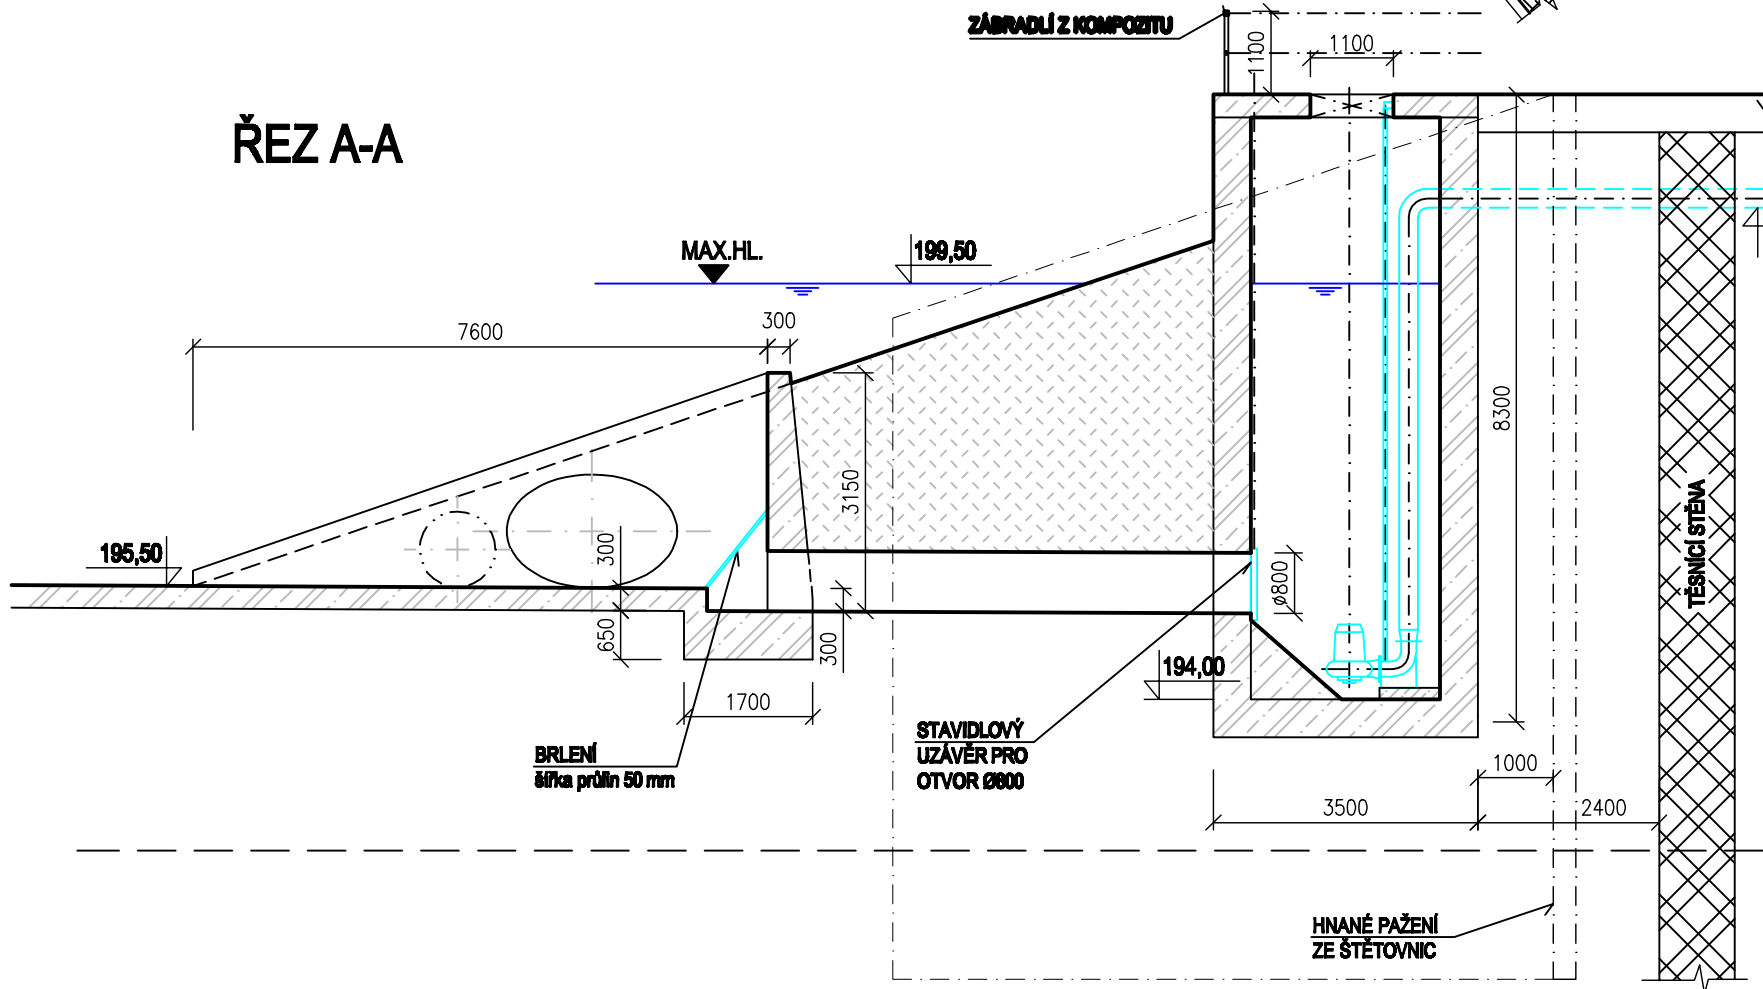 ZÁBRADLÍ Z KOMPOZITU
1100
1100
ŘEZ A-A
MAX.HL.
199,50
7600
300
8300
3150
TĚSNICÍ STĚNA
195,50
300
ø800
650
300
194,00
1700
STAVIDLOVÝ
UZÁVĚR PRO
OTVOR Ø800
BRLENÍ
šířka průlin 50 mm
1000
3500
2400
HNANÉ PAŽENÍ
ZE ŠTĚTOVNIC